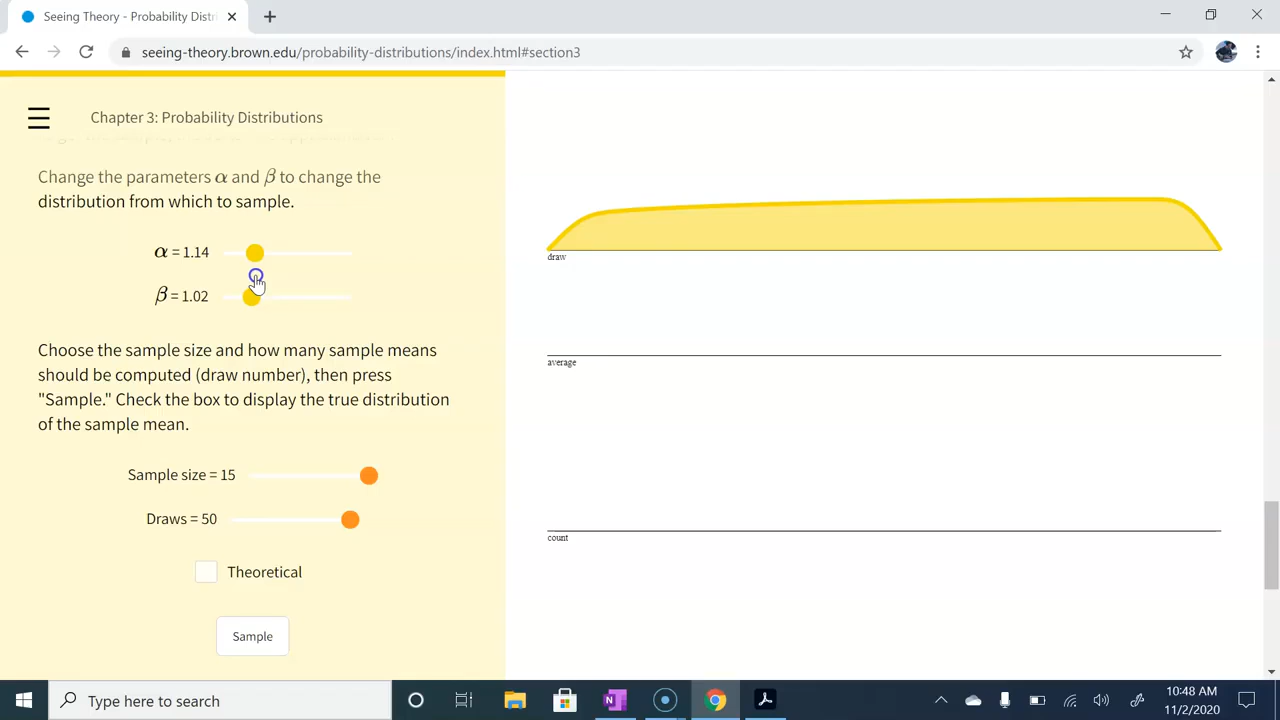 Seeing Theory - Probability Distri
seeing-theory.brown.edu/probability-distributions/index.html#section3
Chapter 3: Probability Distributions
Change the parameters α and β to change the
distribution from which to sample.
α = 1.14
β = 1.02
Choose the sample size and how many sample means
should be computed (draw number), then press
"Sample." Check the box to display the true distribution
of the sample mean.
Sample size = 15
Draws = 50
Theoretical
Sample
draw
average
count
Type here to search
10:48 AM
11/2/2020